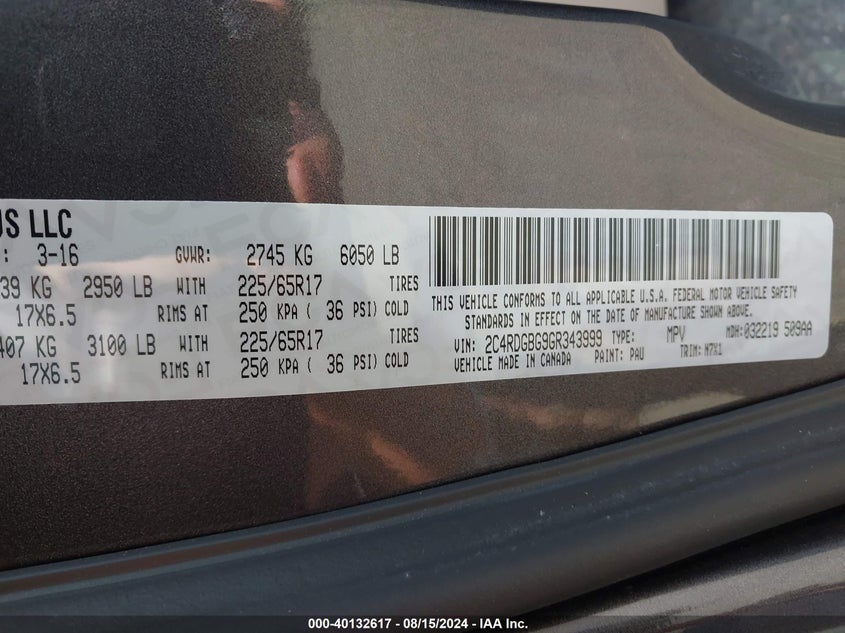 US LLC
3-16 GVWR: 2745 KG 6050 LB
39 KG 2950 LB WITH 225/65R17 TIRES
17X6.5 RIMS AT 250 KPA ( 36 PSI) COLD
407 KG 3100 LB WITH 225/65R17 TIRES
17X6.5 RIMS AT 250 KPA ( 36 PSI) COLD
THIS VEHICLE CONFORMS TO ALL APPLICABLE U.S.A. FEDERAL MOTOR VEHICLE SAFETY
STANDARDS IN EFFECT ON THE DATE OF MANUFACTURE SHOWN ABOVE.
VIN: 2C4RDGBG9GR343999 TYPE: MPV MDH: 032219 509AA
VEHICLE MADE IN CANADA PAINT: PAU TRIM: N7X1
000-40132617 - 08/15/2024 - IAA Inc.